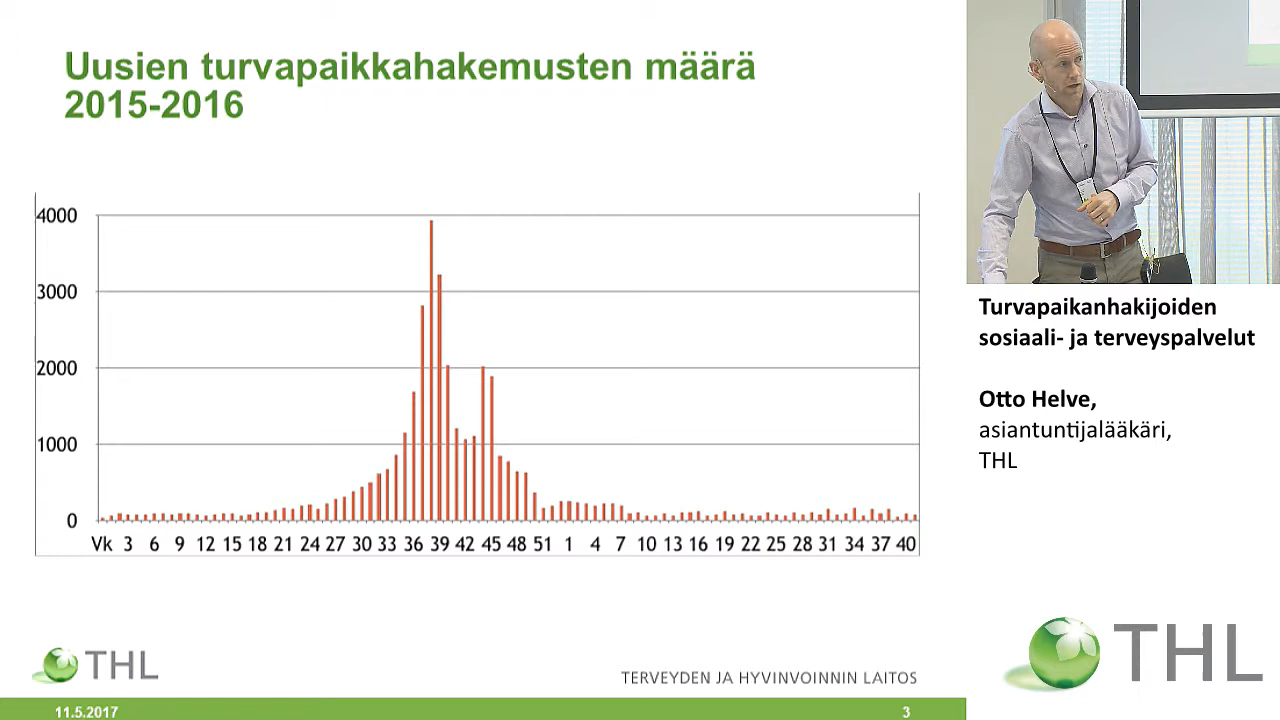 Uusien turvapaikkahakemusten määrä
2015-2016
4000
3000
2000
1000
0
Vk 3 6 9 12 15 18 21 24 27 30 33 36 39 42 45 48 51 1 4 7 10 13 16 19 22 25 28 31 34 37 40
THL
TERVEYDEN JA HYVINVOINNIN LAITOS
11.5.2017
3
Turvapaikanhakijoiden
sosiaali- ja terveyspalvelut
Otto Helve,
asiantuntijalääkäri,
THL
THL